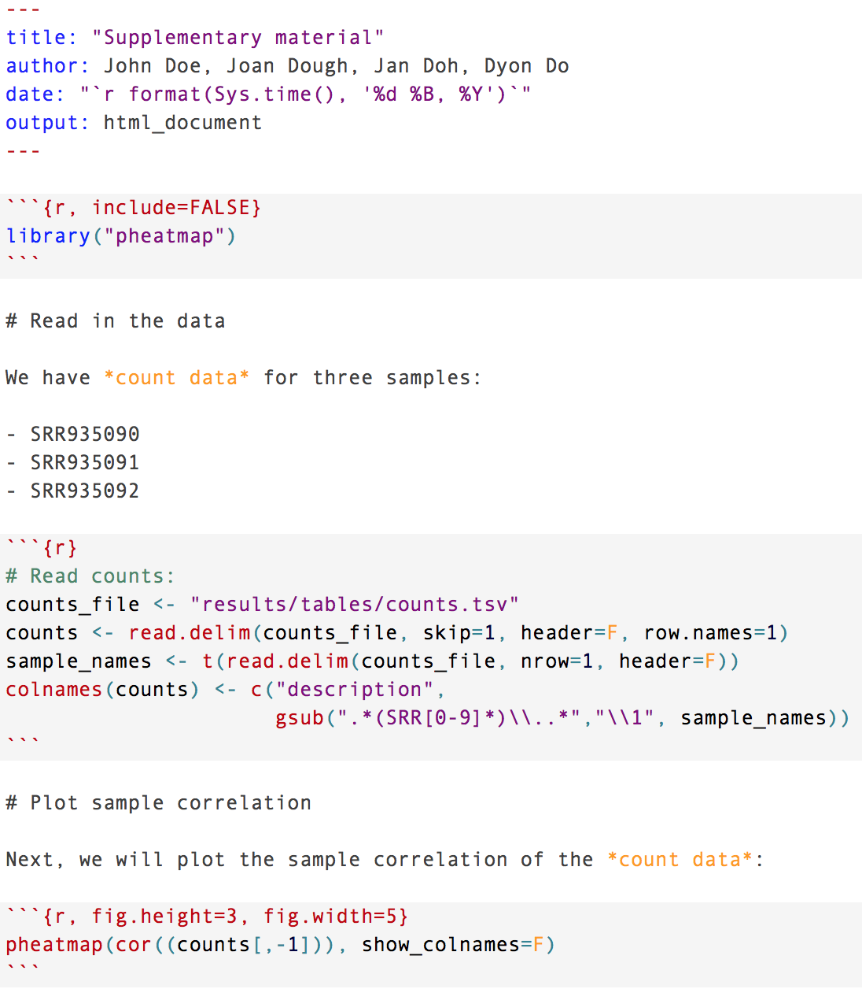 ---
title: "Supplementary material"
author: John Doe, Joan Dough, Jan Doh, Dyon Do
date: "`r format(Sys.time(), '%d %B, %Y')`"
output: html_document
---
```{r, include=FALSE}
library("pheatmap")
```
# Read in the data
We have *count data* for three samples:
- SRR935090
- SRR935091
- SRR935092
```{r}
# Read counts:
counts_file <- "results/tables/counts.tsv"
counts <- read.delim(counts_file, skip=1, header=F, row.names=1)
sample_names <- t(read.delim(counts_file, nrow=1, header=F))
colnames(counts) <- c("description",
                      gsub(".*(SRR[0-9]*)\\..*","\\1", sample_names))
```
# Plot sample correlation
Next, we will plot the sample correlation of the *count data*:
```{r, fig.height=3, fig.width=5}
pheatmap(cor((counts[,-1])), show_colnames=F)
```